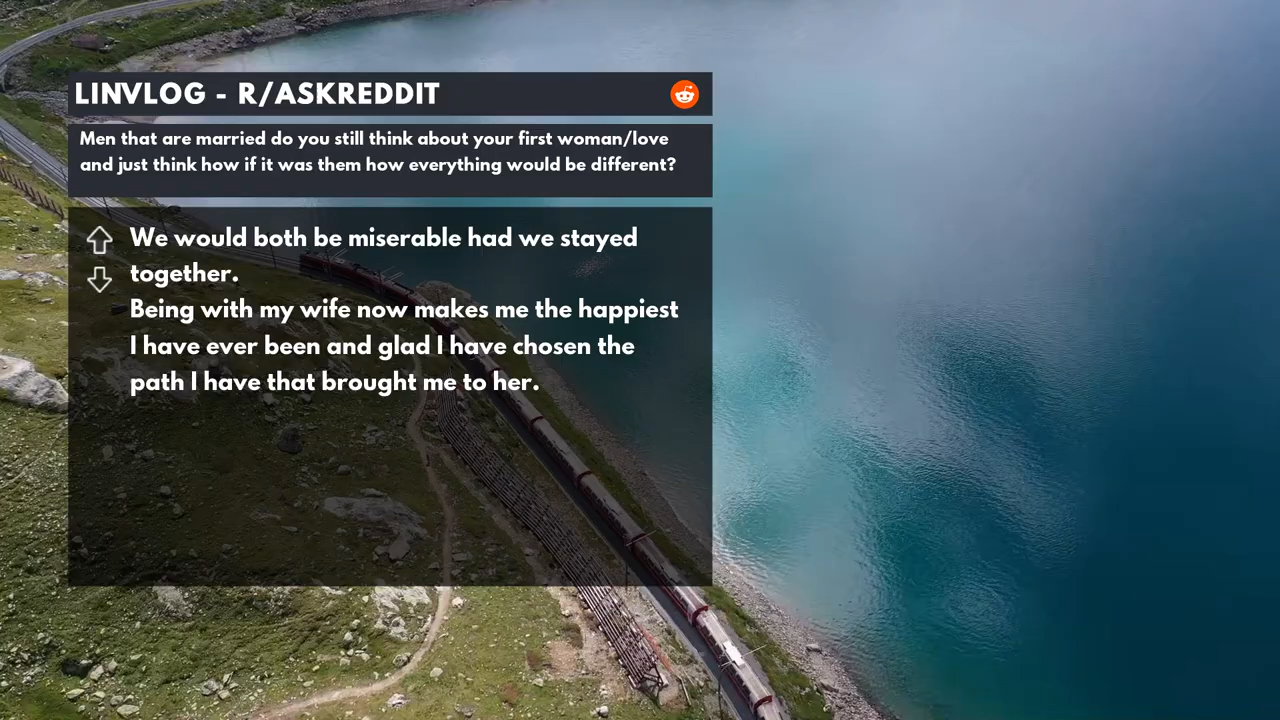 LINVLOG - R/ASKREDDIT
Men that are married do you still think about your first woman/love
and just think how if it was them how everything would be different?
We would both be miserable had we stayed
together.
Being with my wife now makes me the happiest
I have ever been and glad I have chosen the
path I have that brought me to her.